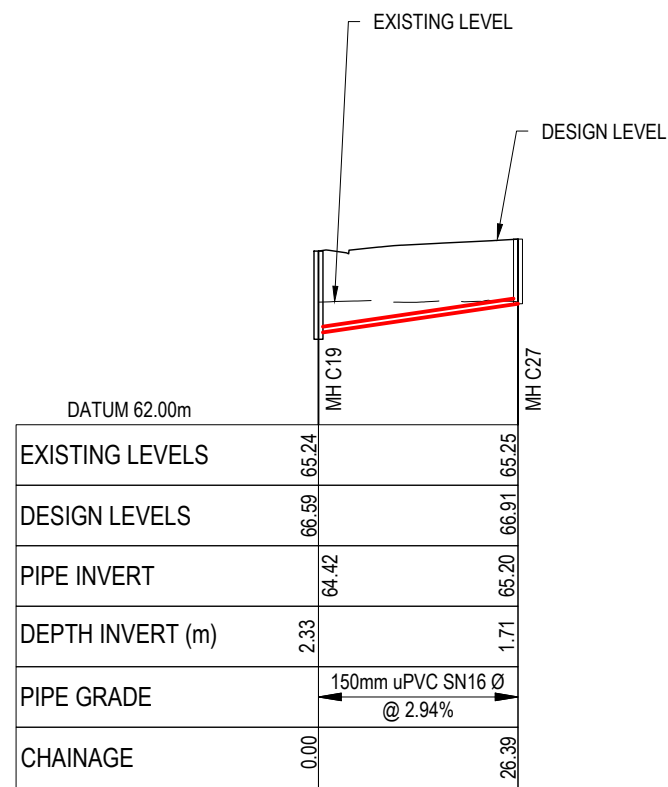 EXISTING LEVEL
DESIGN LEVEL
MH C19
MH C27
DATUM 62.00m
EXISTING LEVELS 65.24 65.25
DESIGN LEVELS 66.59 66.91
PIPE INVERT 64.42 65.20
DEPTH INVERT (m) 2.33 1.71
PIPE GRADE 150mm uPVC SN16 Ø
@ 2.94%
CHAINAGE 0.00 26.39